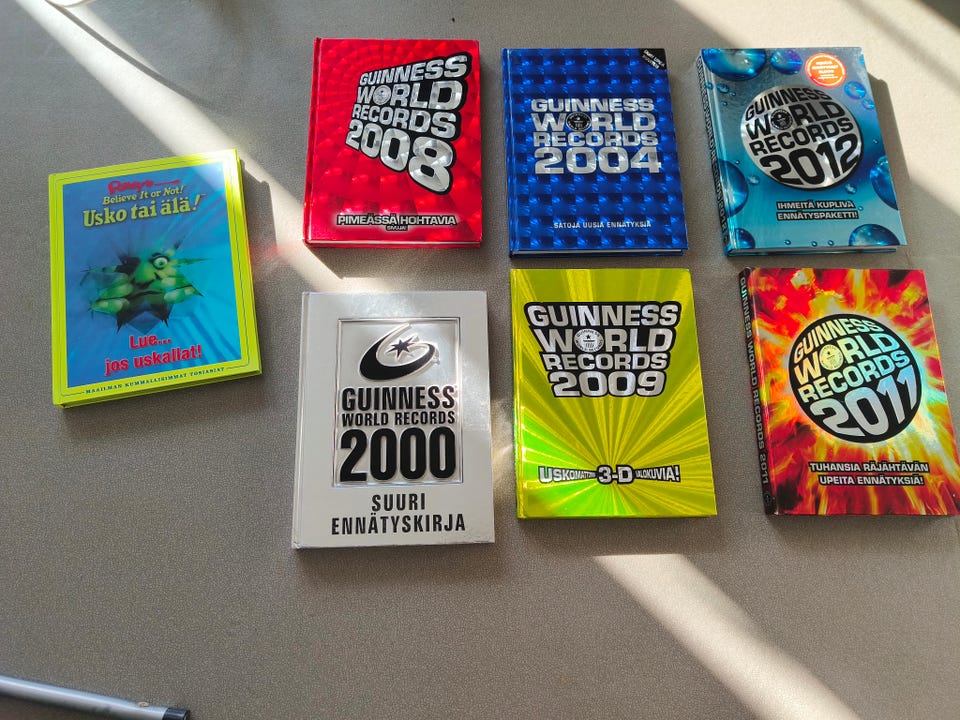 Ripley's
Believe It or Not!
Usko tai älä!™
Lue...
jos uskallat!
MAAILMAN KUMMALLISIMMAT TOSIASIAT
GUINNESS
WORLD
RECORDS
2008
PIMEÄSSÄ HOHTAVIA
SIVUJA!
GUINNESS
WORLD
RECORDS
2004
SATOJA UUSIA ENNÄTYKSIÄ
GUINNESS
WORLD
RECORDS
2012
IHMEITÄ KUPLIVA
ENNÄTYSPAKETTI!
GUINNESS
WORLD RECORDS
2000
SUURI
ENNÄTYSKIRJA
GUINNESS
WORLD
RECORDS
2009
USKOMATTOMIA 3-D VALOKUVIA!
GUINNESS WORLD RECORDS 2011
GUINNESS
WORLD
RECORDS
2011
TUHANSIA RÄJÄHTÄVÄN
UPEITA ENNÄTYKSIÄ!